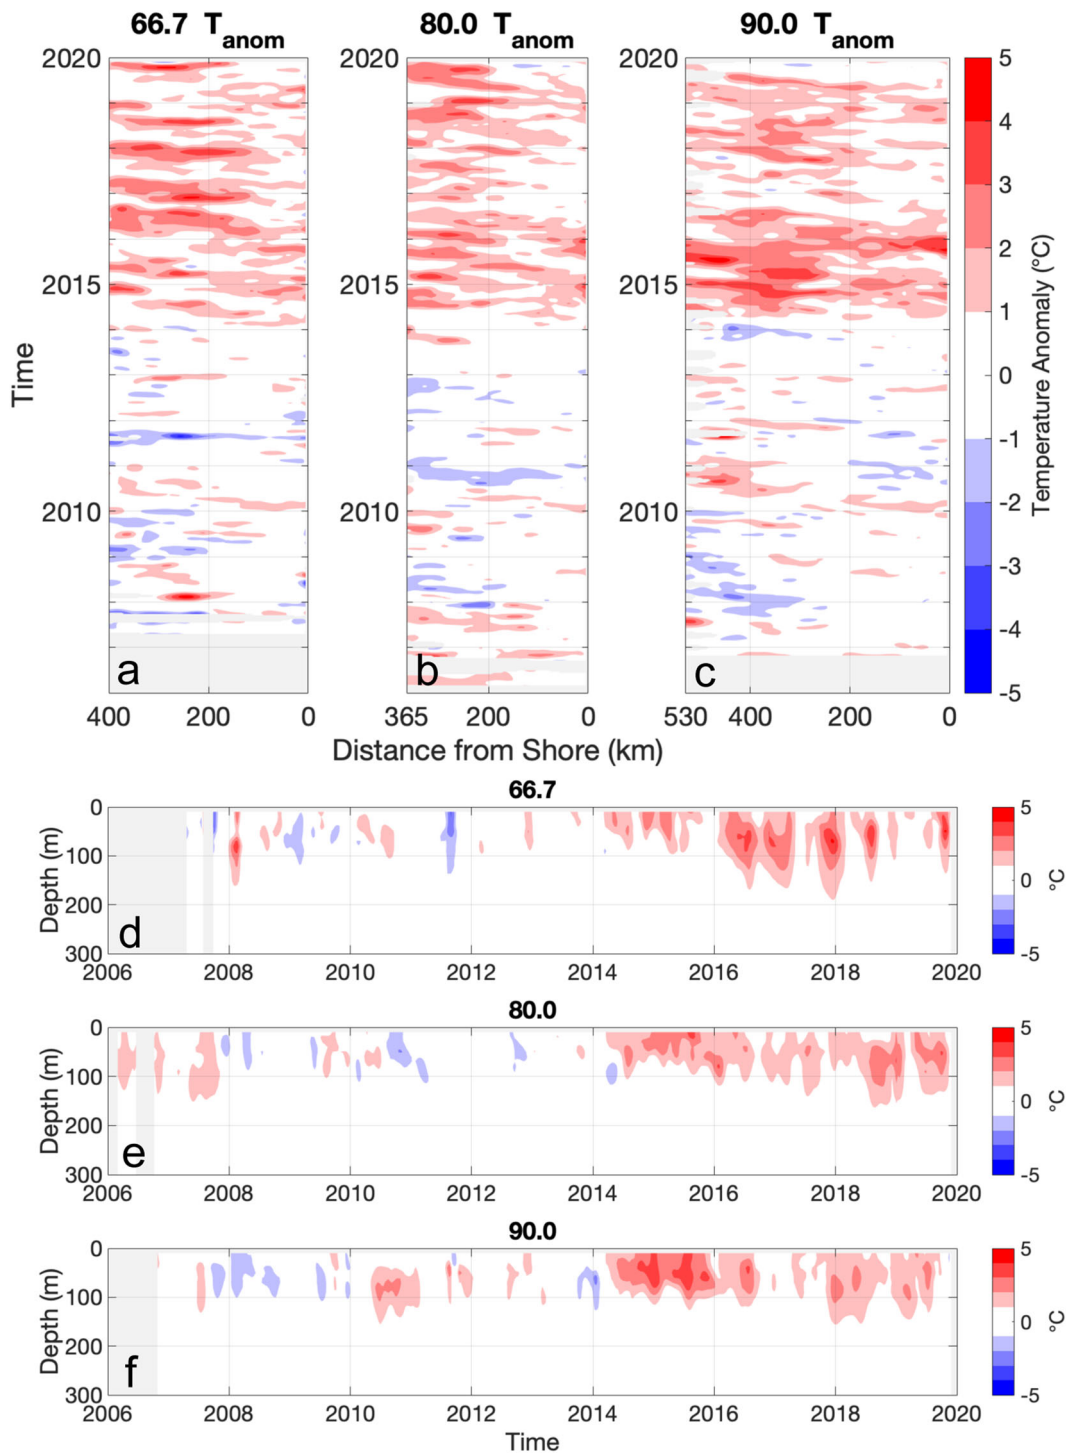 66.7 Tanom
80.0 Tanom
90.0 Tanom
2020
2015
2010
Time
a
400 200 0
2020
2015
2010
b
365 200 0
2020
2015
2010
c
530 400 200 0
Distance from Shore (km)
5
4
3
2
1
0
-1
-2
-3
-4
-5
Temperature Anomaly (°C)
66.7
0
100
200
300
Depth (m)
d
2006 2008 2010 2012 2014 2016 2018 2020
5
0
-5
°C
80.0
0
100
200
300
Depth (m)
e
2006 2008 2010 2012 2014 2016 2018 2020
5
0
-5
°C
90.0
0
100
200
300
Depth (m)
f
2006 2008 2010 2012 2014 2016 2018 2020
Time
5
0
-5
°C